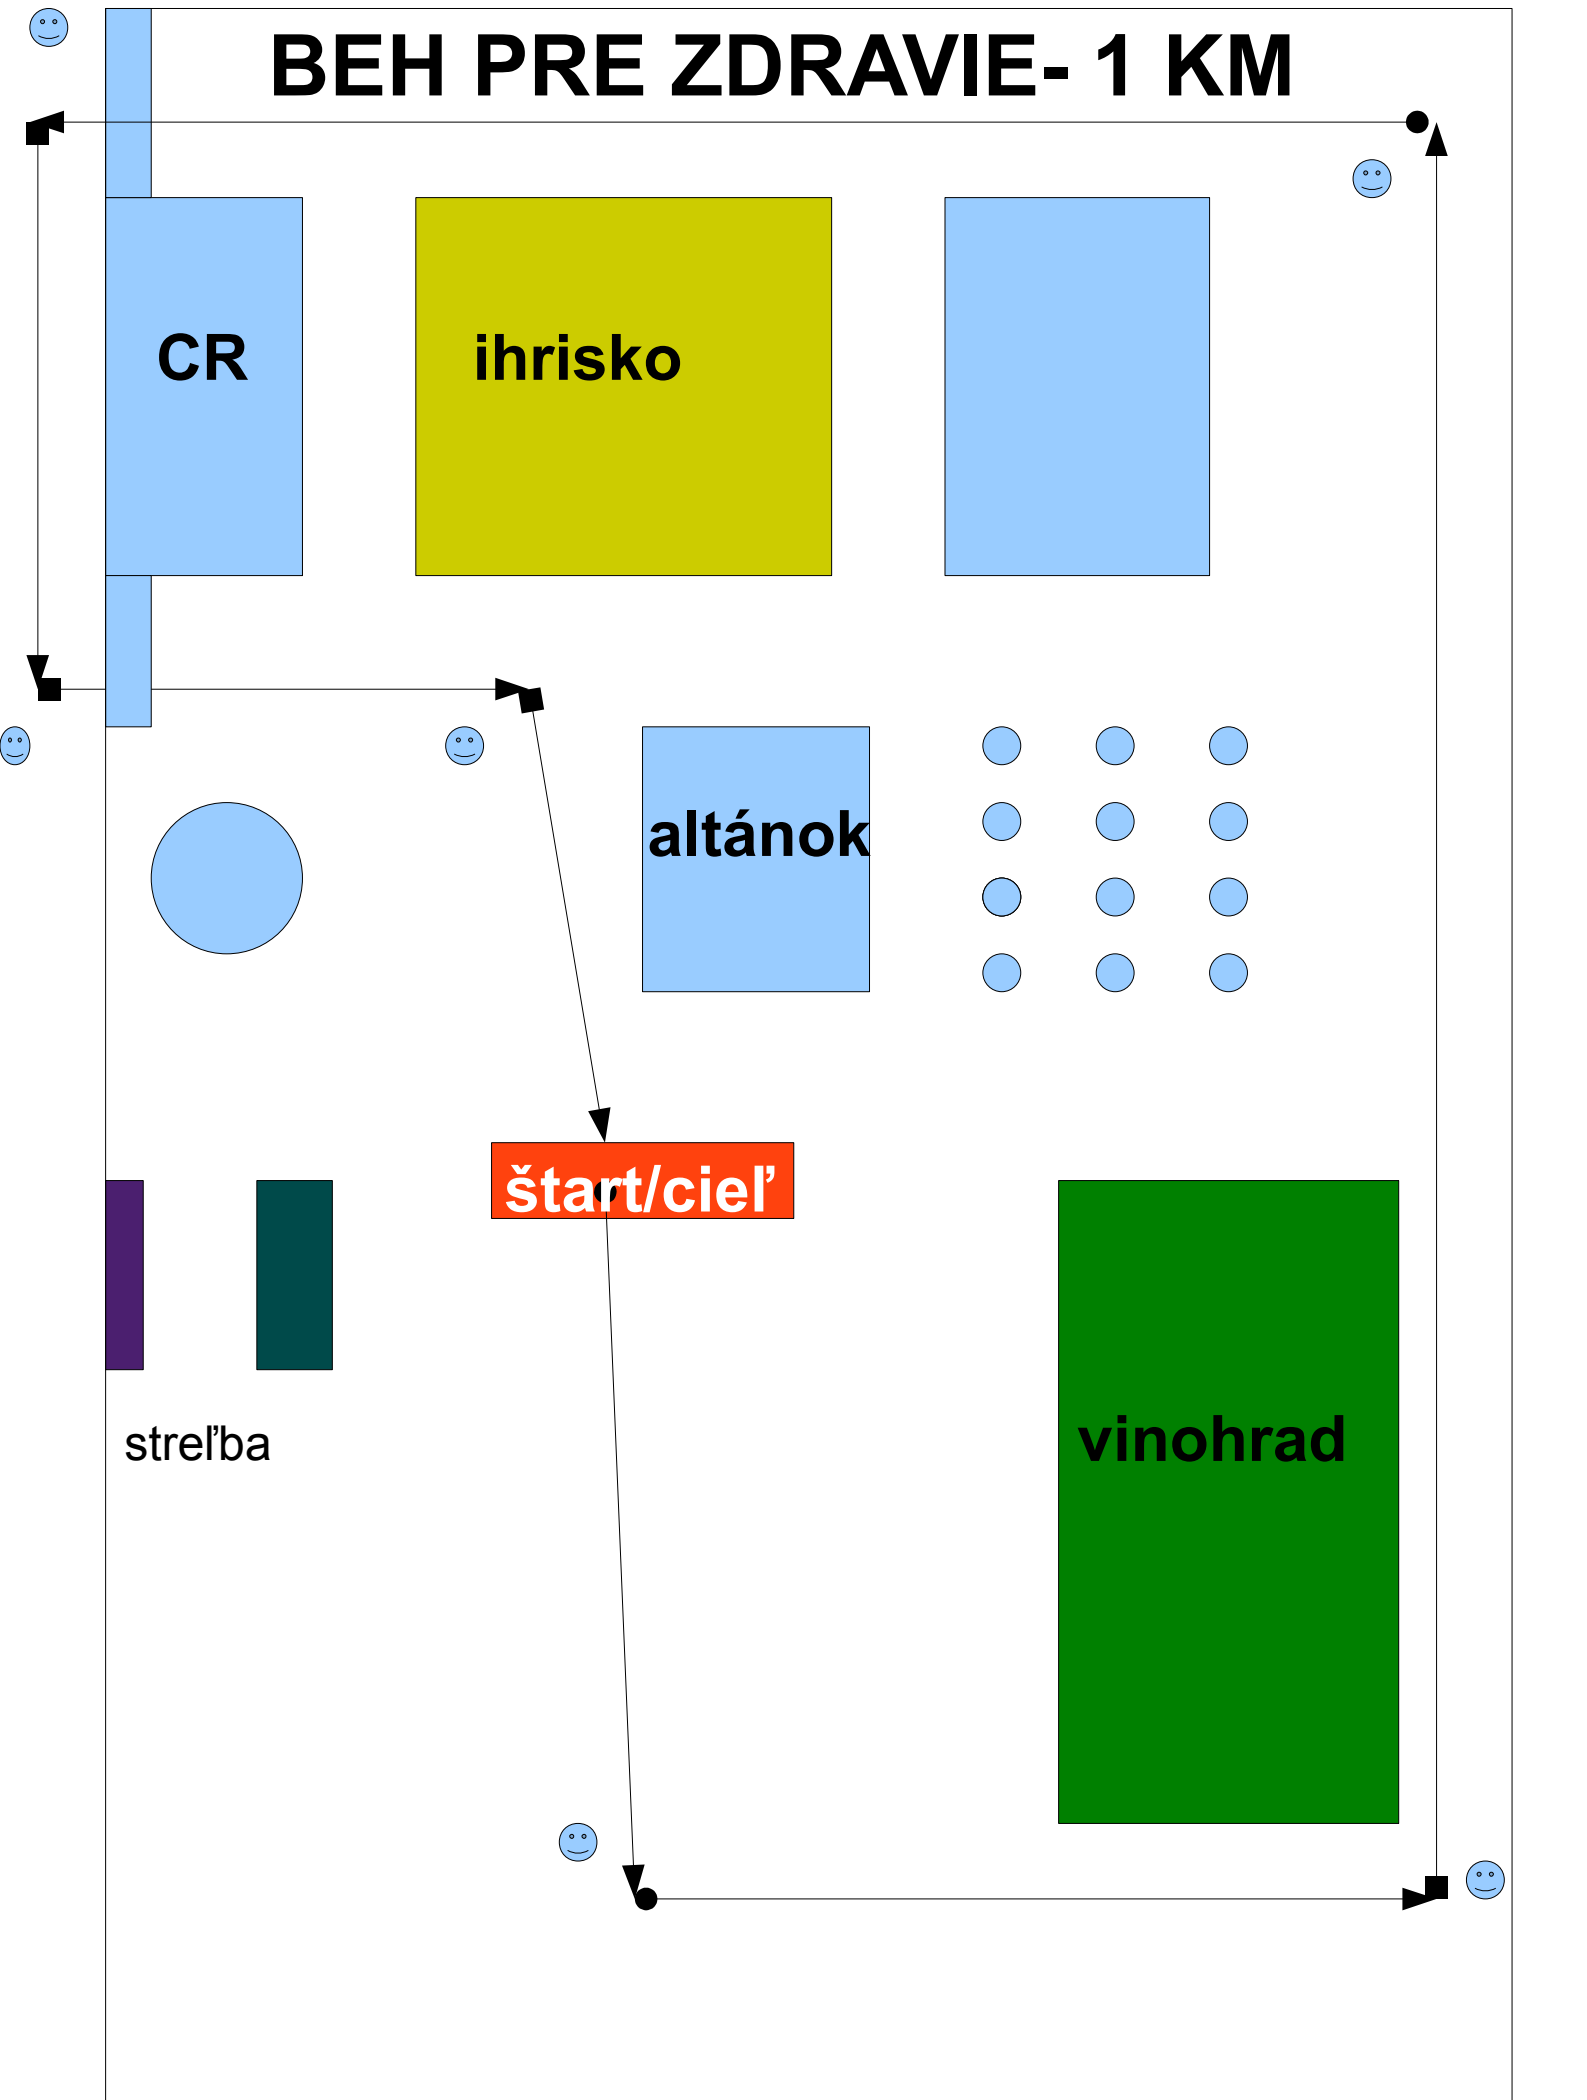 BEH PRE ZDRAVIE- 1 KM
CR
ihrisko
altánok
štart/cieľ
streľba
vinohrad